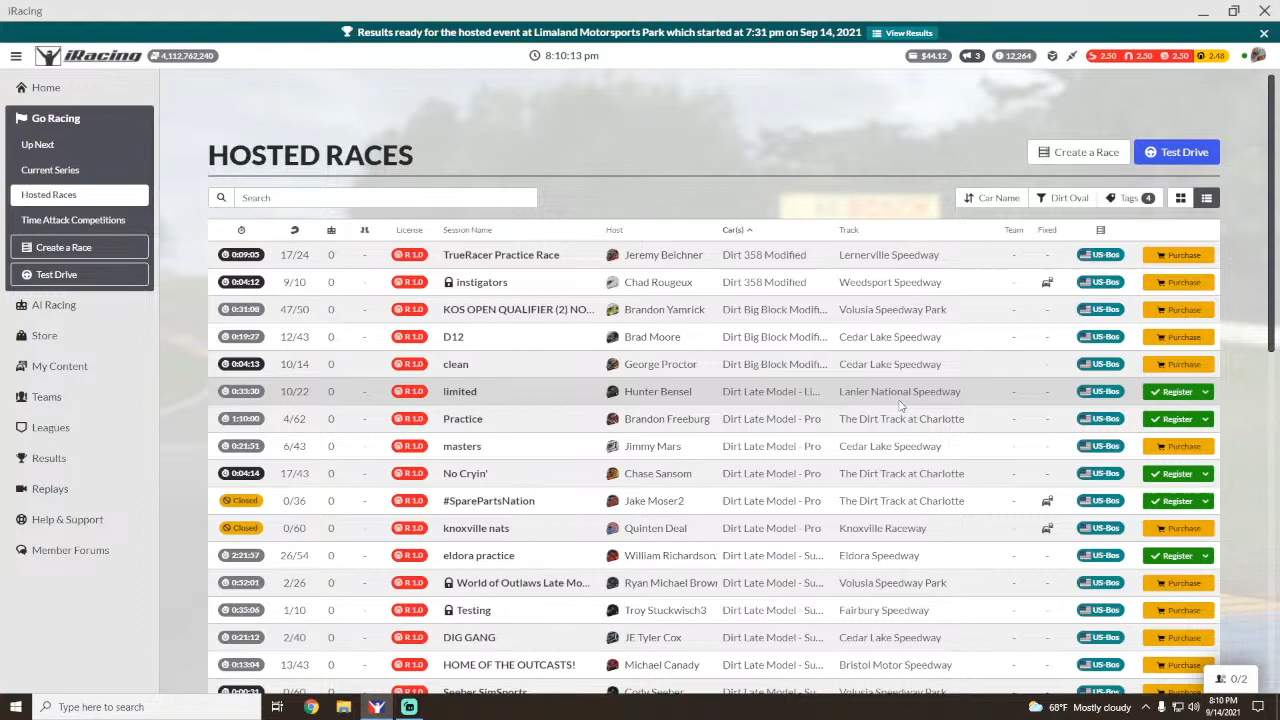 iRacing
Results ready for the hosted event at Limaland Motorsports Park which started at 7:31 pm on Sep 14, 2021 View Results
iRacing 4,112,762,240 8:10:13 pm $44.12 3 12,264 2.50 2.50 2.50 2.48
Home
Go Racing
Up Next
Current Series
Hosted Races
Time Attack Competitions
Create a Race
Test Drive
AI Racing
Store
My Content
Teams
Leagues
Results
Replays
Help & Support
Member Forums
HOSTED RACES
Create a Race Test Drive
Search Car Name Dirt Oval Tags 4
License Session Name Host Car(s) Track Team Fixed
0:09:05 17/24 0 - R 1.0 TrueRacer Practice Race Jeremy Beichner Dirt 358 Modified Lernerville Speedway - - US-Bos Purchase
0:04:12 9/10 0 - R 1.0 instigators Chad Rougeux Dirt 358 Modified Weedsport Speedway - US-Bos Purchase
0:31:08 47/50 0 - R 1.0 KOS OPEN QUALIFIER (2) NO... Brandon Yamrick Dirt Big Block Modifi... Volusia Speedway Park - - US-Bos Purchase
0:19:27 12/43 0 - R 1.0 D12 Brad Moore Dirt Big Block Modifi... Cedar Lake Speedway - - US-Bos Purchase
0:04:13 10/14 0 - R 1.0 clean George Proctor Dirt Big Block Modifi... Cedar Lake Speedway - - US-Bos Purchase
0:33:30 10/22 0 - R 1.0 limited Hunter Bensel Dirt Late Model - Li... Lanier National Speedway - - US-Bos Register
1:10:00 4/62 0 - R 1.0 Practice Brandon Freeburg Dirt Late Model - Pro The Dirt Track at Charlotte - - US-Bos Register
0:21:51 6/43 0 - R 1.0 masters Jimmy Mars Dirt Late Model - Pro Cedar Lake Speedway - - US-Bos Purchase
0:04:14 17/43 0 - R 1.0 No Cryin' Chase Sansom Dirt Late Model - Pro The Dirt Track at Charlotte - - US-Bos Register
Closed 0/36 0 - R 1.0 #SparePartsNation Jake Moser2 Dirt Late Model - Pro The Dirt Track at Charlotte - US-Bos Register
Closed 0/60 0 - R 1.0 knoxville nats Quinten Deal Dirt Late Model - Pro Knoxville Raceway - US-Bos Purchase
2:21:57 26/54 0 - R 1.0 eldora practice William Richardson. Dirt Late Model - Su... Eldora Speedway - - US-Bos Register
0:52:01 2/26 0 - R 1.0 World of Outlaws Late Mo... Ryan Michael Brown Dirt Late Model - Su... Volusia Speedway Park - - US-Bos Purchase
0:35:06 1/10 0 - R 1.0 Testing Troy Stuckwisch3 Dirt Late Model - Su... Fairbury Speedway - - US-Bos Purchase
0:21:12 2/40 0 - R 1.0 DIG GANG JE Tyler Cox Dirt Late Model - Su... Cedar Lake Speedway - - US-Bos Purchase
0:13:04 13/43 0 - R 1.0 HOME OF THE OUTCASTS! Michael Canady Dirt Late Model - Su... Bristol Motor Speedway - - US-Bos Purchase
0:00:31 0/60 0 R 1.0 Seeber SimSports Cody Seeber US-Bos Purchase
0/2
Type here to search 68°F Mostly cloudy 8:10 PM
9/14/2021